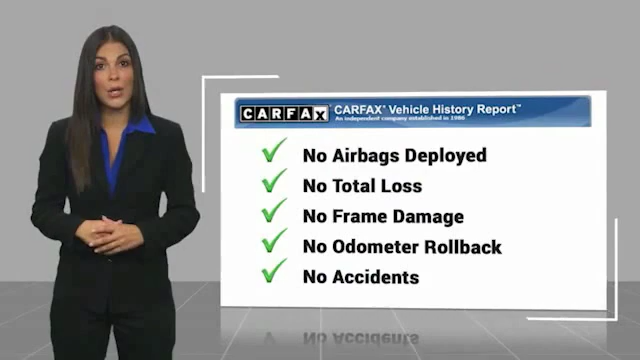 CARFAX CARFAX® Vehicle History Report™
An independent company established in 1986
No Airbags Deployed
No Total Loss
No Frame Damage
No Odometer Rollback
No Accidents